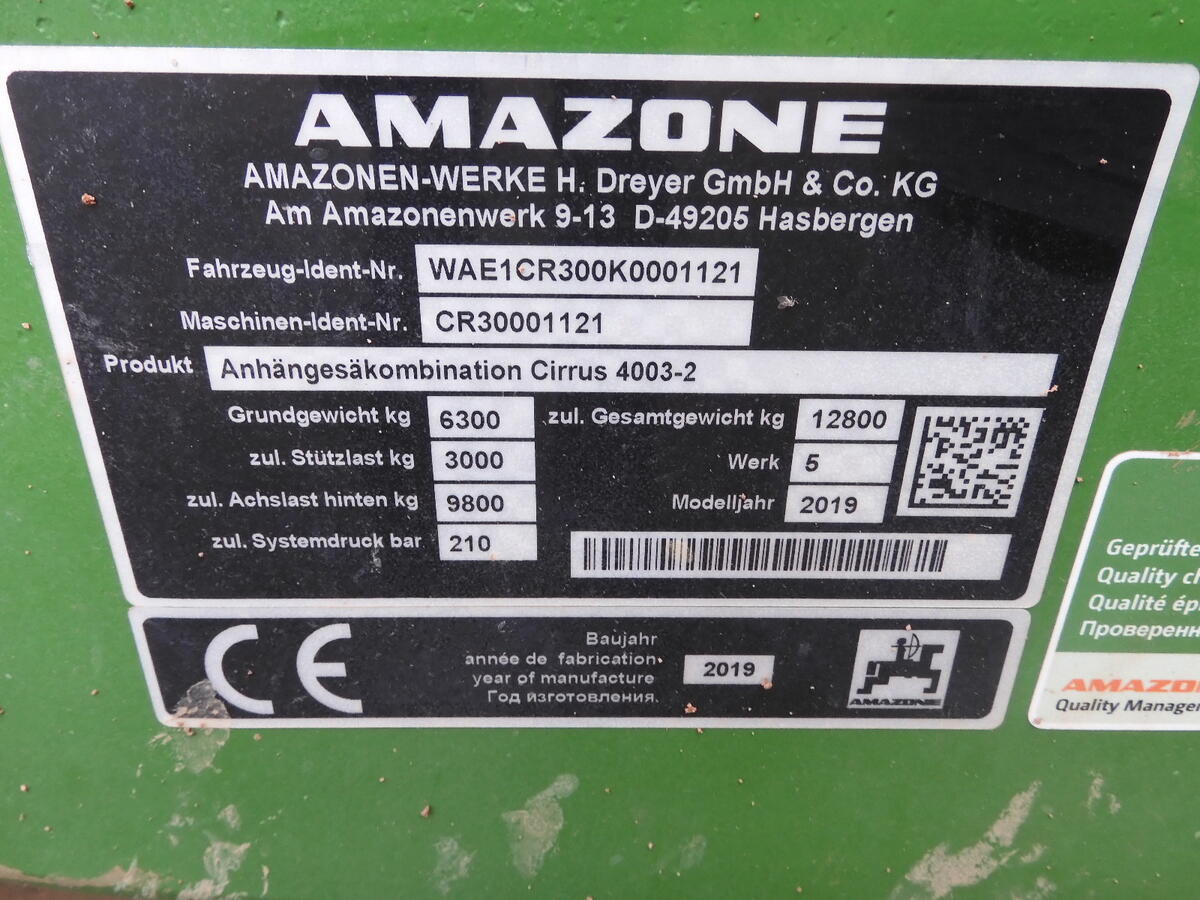 AMAZONE
AMAZONEN-WERKE H. Dreyer GmbH & Co. KG
Am Amazonenwerk 9-13 D-49205 Hasbergen
Fahrzeug-Ident-Nr. WAE1CR300K0001121
Maschinen-Ident-Nr. CR30001121
Produkt Anhängesäkombination Cirrus 4003-2
Grundgewicht kg 6300 zul. Gesamtgewicht kg 12800
zul. Stützlast kg 3000 Werk 5
zul. Achslast hinten kg 9800 Modelljahr 2019
zul. Systemdruck bar 210
CE
Baujahr
année de fabrication
year of manufacture 2019
Год изготовления.
AMAZONE
Geprüfte
Quality
Qualité
AMAZO
Quality